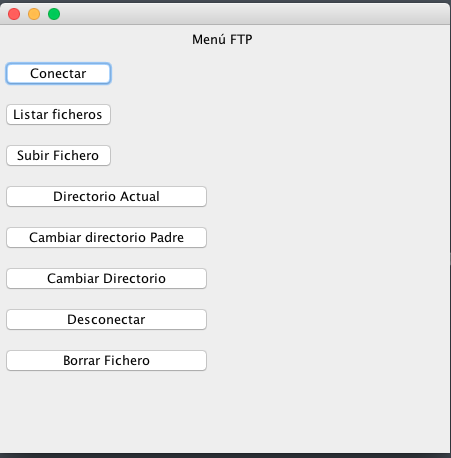 Menú FTP
Conectar
Listar ficheros
Subir Fichero
Directorio Actual
Cambiar directorio Padre
Cambiar Directorio
Desconectar
Borrar Fichero